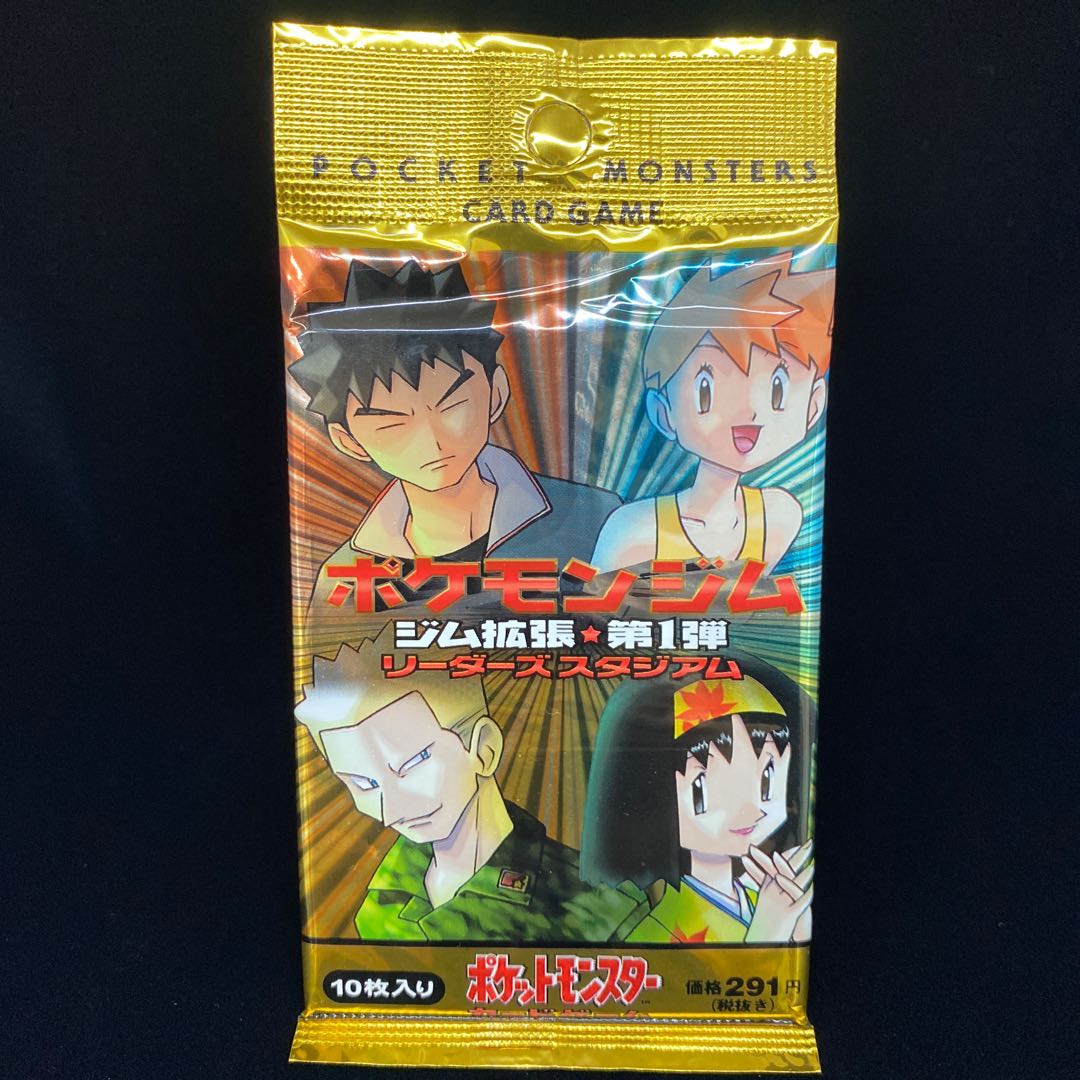 POCKET MONSTERS
CARD GAME
ポケモンジム
ジム拡張★第1弾
リーダーズ スタジアム
10枚入り
ポケットモンスター
TM
価格291円
(税抜き)